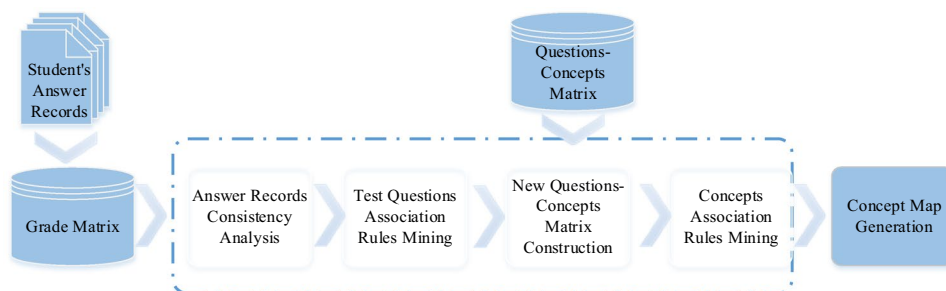 Student's
Answer
Records
Questions-
Concepts
Matrix
Grade Matrix
Answer Records
Consistency
Analysis
Test Questions
Association
Rules Mining
New Questions-
Concepts
Matrix
Construction
Concepts
Association
Rules Mining
Concept Map
Generation